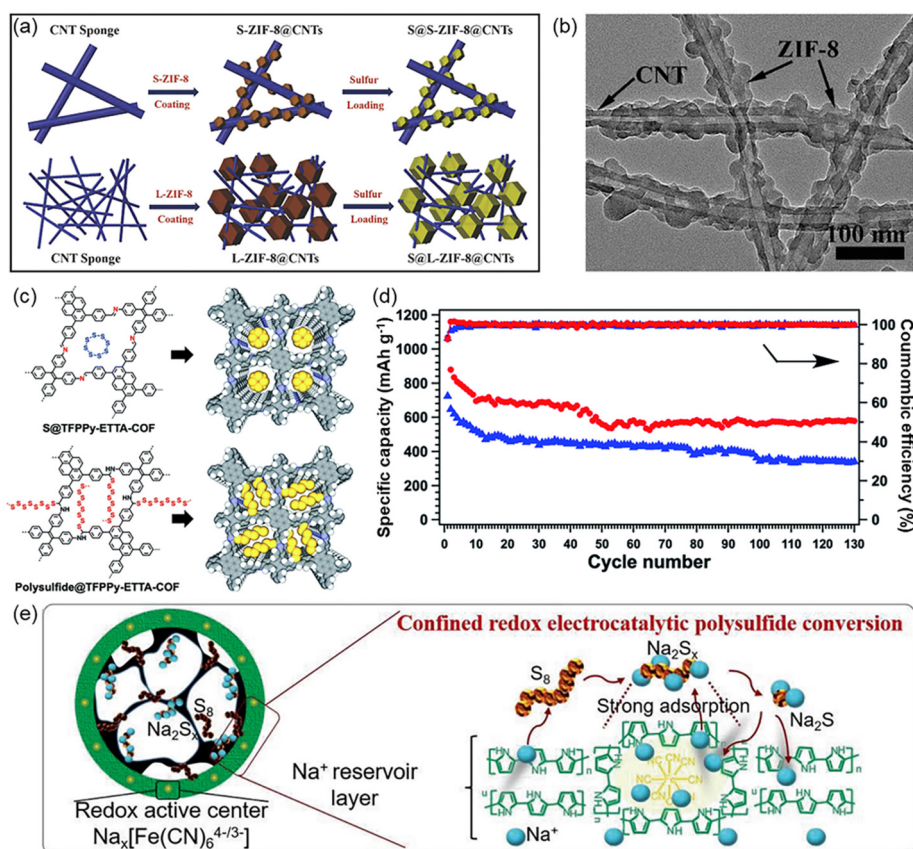 (a)
CNT Sponge
S-ZIF-8@CNTs
S@S-ZIF-8@CNTs
S-ZIF-8
Coating
Sulfur
Loading
L-ZIF-8
Coating
Sulfur
Loading
CNT Sponge
L-ZIF-8@CNTs
S@L-ZIF-8@CNTs
(b)
ZIF-8
CNT
100 nm
(c)
S@TFPPy-ETTA-COF
Polysulfide@TFPPy-ETTA-COF
(d)
Specific capacity (mAh g-1)
1200
1000
800
600
400
200
0
0 10 20 30 40 50 60 70 80 90 100 110 120 130
Cycle number
100
80
60
40
20
0
Coumombic efficiency (%)
(e)
Confined redox electrocatalytic polysulfide conversion
S8
Na2Sx
Redox active center
Nax[Fe(CN)6 4-/3-]
Na+ reservoir
layer
S8
Na2Sx
Na2S
Strong adsorption
Na+